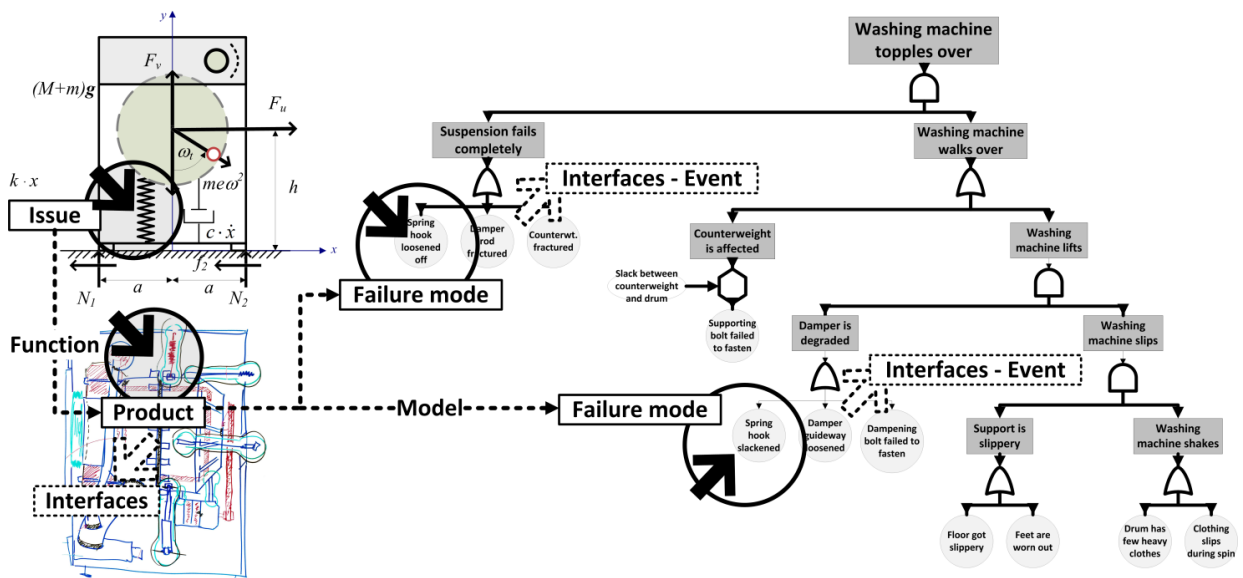 y
F_v
(M+m)g
F_u
ω_t
k · x
meω²
h
Issue
c · ẋ
x
f_2
N_1
a
a
N_2
Function
Product
Interfaces
Model
Washing machine
topples over
Suspension fails
completely
Washing machine
walks over
Interfaces - Event
Spring
hook
loosened
off
Damper
rod
fractured
Counterwt.
fractured
Failure mode
Counterweight
is affected
Washing
machine lifts
Slack between
counterweight
and drum
Supporting
bolt failed
to fasten
Damper is
degraded
Washing
machine slips
Interfaces - Event
Failure mode
Spring
hook
slackened
Damper
guideway
loosened
Dampening
bolt failed to
fasten
Support is
slippery
Washing
machine shakes
Floor got
slippery
Feet are
worn out
Drum has
few heavy
clothes
Clothing
slips
during spin